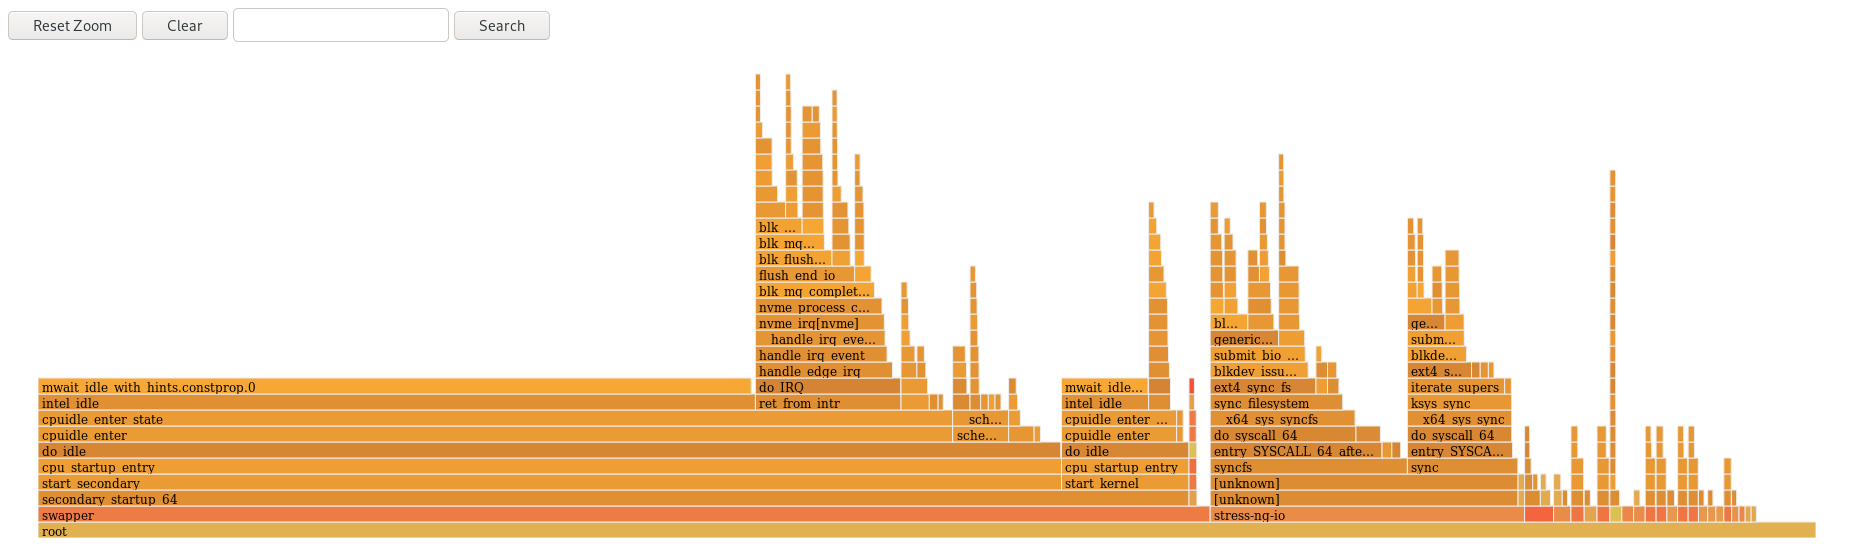 Reset Zoom Clear Search
blk ...
blk mq...
blk flush...
flush end io
blk mq complet... 
nvme process c...
nvme irq[nvme] bl... ge...
handle irq eve... generic... subm...
handle irq event submit bio ... blkde...
handle edge irq blkdev issu... ext4 s...
mwait idle with hints.constprop.0 do IRQ mwait idle... ext4 sync fs iterate supers
intel idle ret from intr intel idle sync filesystem ksys sync
cpuidle enter state sch... cpuidle enter ... x64 sys syncfs x64 sys sync
cpuidle enter sche... cpuidle enter do syscall 64 do syscall 64
do idle do idle entry SYSCALL 64 afte... entry SYSCA...
cpu startup entry cpu startup entry syncfs sync
start secondary start kernel [unknown]
secondary startup 64 [unknown]
swapper stress-ng-io
root